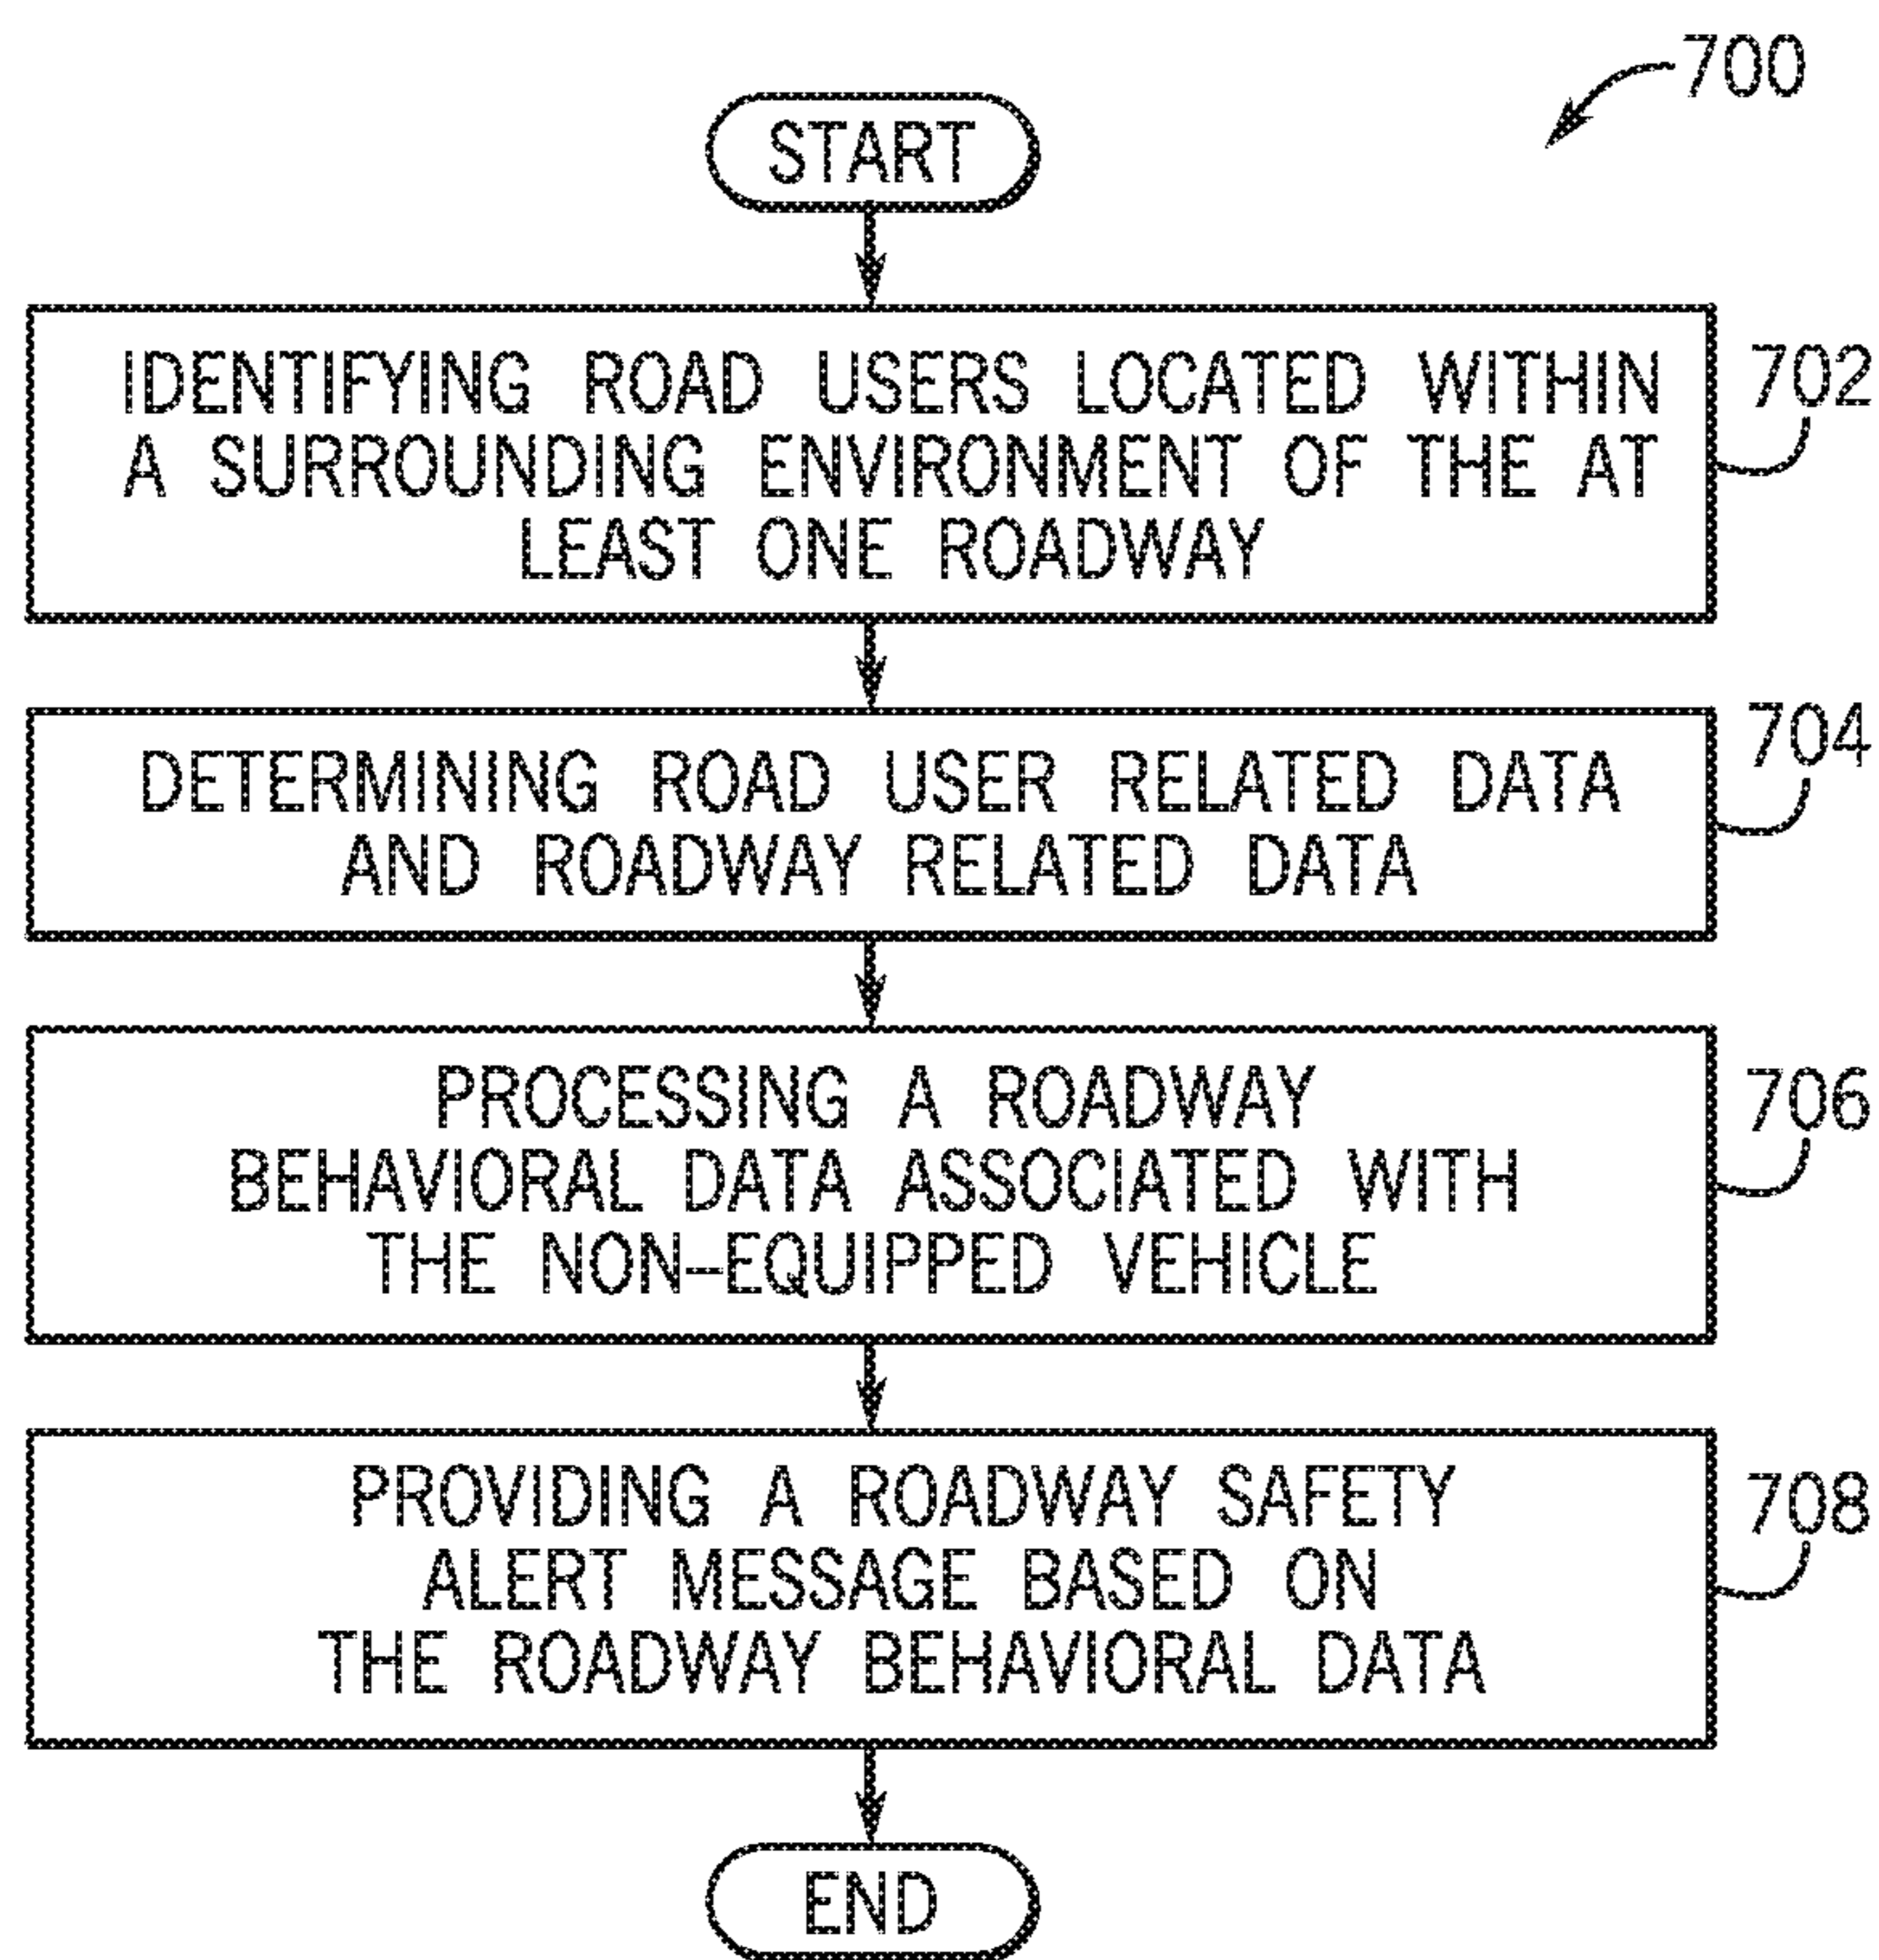 700
START
IDENTIFYING ROAD USERS LOCATED WITHIN
A SURROUNDING ENVIRONMENT OF THE AT
LEAST ONE ROADWAY
702
DETERMINING ROAD USER RELATED DATA
AND ROADWAY RELATED DATA
704
PROCESSING A ROADWAY
BEHAVIORAL DATA ASSOCIATED WITH
THE NON-EQUIPPED VEHICLE
706
PROVIDING A ROADWAY SAFETY
ALERT MESSAGE BASED ON
THE ROADWAY BEHAVIORAL DATA
708
END